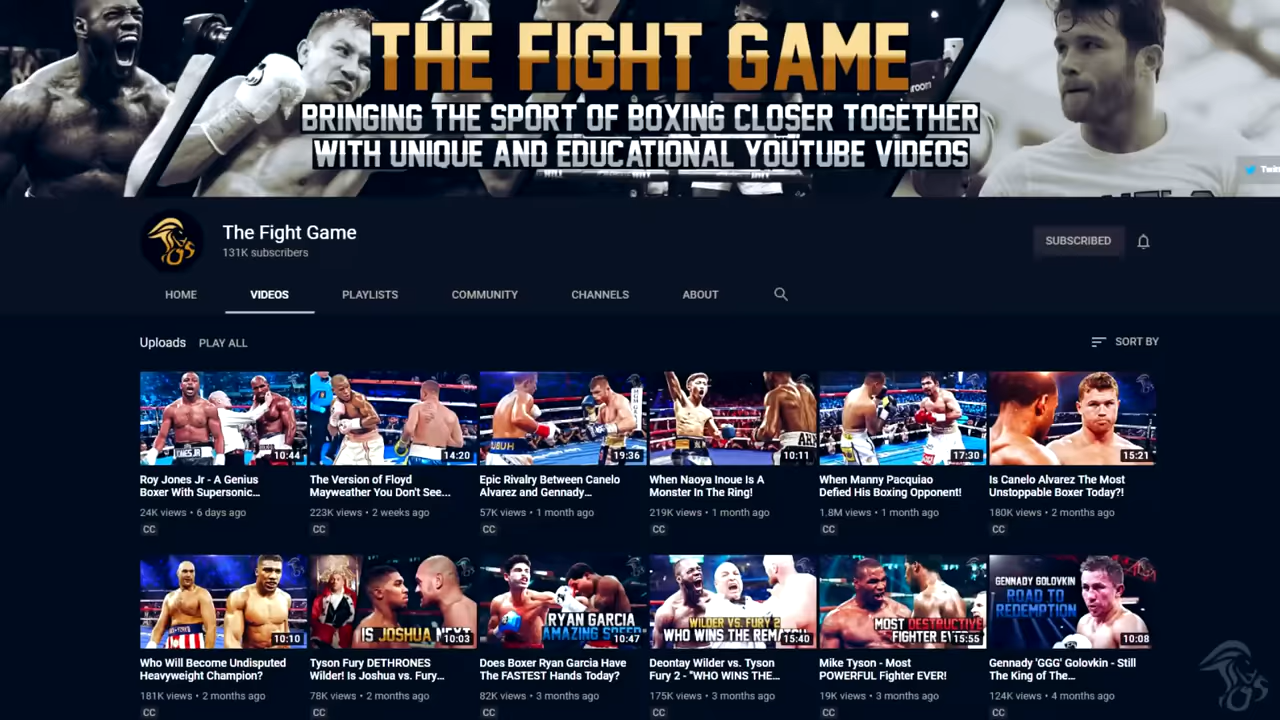 THE FIGHT GAME
BRINGING THE SPORT OF BOXING CLOSER TOGETHER
WITH UNIQUE AND EDUCATIONAL YOUTUBE VIDEOS
The Fight Game
131K subscribers
SUBSCRIBED
HOME VIDEOS PLAYLISTS COMMUNITY CHANNELS ABOUT
Uploads PLAY ALL SORT BY
10:44 14:20 19:36 10:11 17:30 15:21
Roy Jones Jr - A Genius
Boxer With Supersonic...
24K views • 6 days ago
CC
The Version of Floyd
Mayweather You Don't See...
223K views • 2 weeks ago
CC
Epic Rivalry Between Canelo
Alvarez and Gennady...
57K views • 1 month ago
CC
When Naoya Inoue Is A
Monster In The Ring!
219K views • 1 month ago
CC
When Manny Pacquiao
Defied His Boxing Opponent!
1.8M views • 1 month ago
CC
Is Canelo Alvarez The Most
Unstoppable Boxer Today?!
180K views • 2 months ago
CC
10:10
Who Will Become Undisputed
Heavyweight Champion?
181K views • 2 months ago
CC
IS JOSHUA NEXT
10:03
Tyson Fury DETHRONES
Wilder! Is Joshua vs. Fury...
78K views • 2 months ago
CC
RYAN GARCIA
AMAZING SPEED
10:47
Does Boxer Ryan Garcia Have
The FASTEST Hands Today?
82K views • 3 months ago
CC
WILDER VS. FURY 2
WHO WINS THE REMATCH
15:40
Deontay Wilder vs. Tyson
Fury 2 - "WHO WINS THE...
175K views • 3 months ago
CC
MOST DESTRUCTIVE
FIGHTER EVER
15:55
Mike Tyson - Most
POWERFUL Fighter EVER!
19K views • 3 months ago
CC
GENNADY GOLOVKIN
ROAD TO
REDEMPTION
10:08
Gennady 'GGG' Golovkin - Still
The King of The...
124K views • 4 months ago
CC